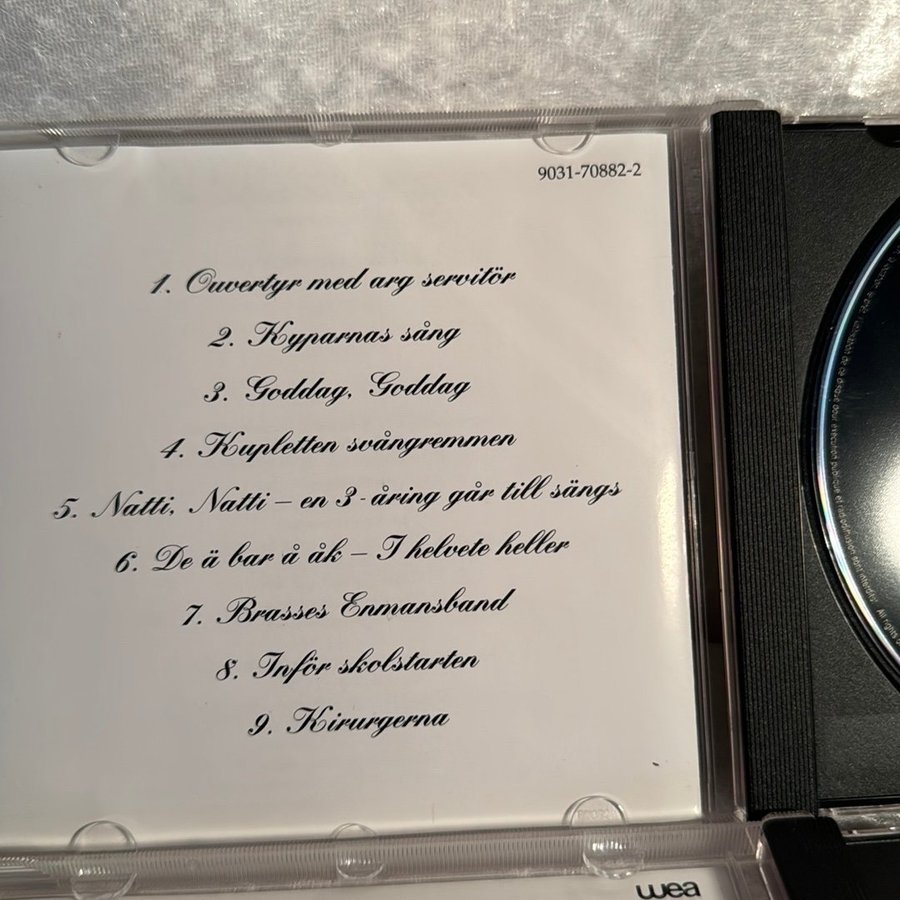 9031-70882-2
1. Ouvertyr med arg servitör
2. Kyparnas sång
3. Goddag, Goddag
4. Kupletten svångremmen
5. Natti, Natti – en 3-åring går till sängs
6. De ä bar å åk – I helvete heller
7. Brasses Enmansband
8. Inför skolstarten
9. Kirurgerna
wea
All rights